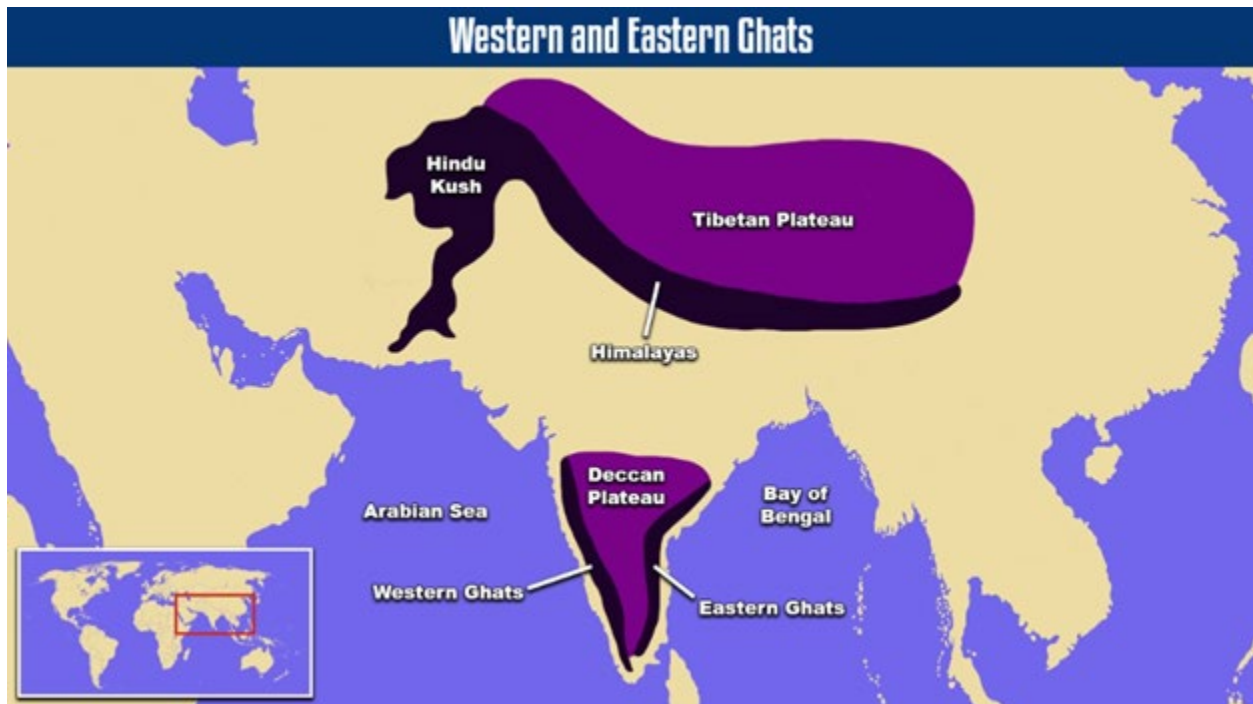 Western and Eastern Ghats
Hindu
Kush
Tibetan Plateau
Himalayas
Deccan
Plateau
Arabian Sea
Bay of
Bengal
Western Ghats
Eastern Ghats